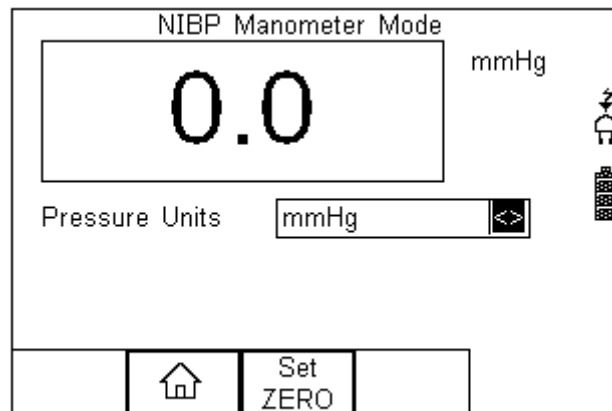 NIBP Manometer Mode
0.0
mmHg
Pressure Units
mmHg
<>
Set
ZERO